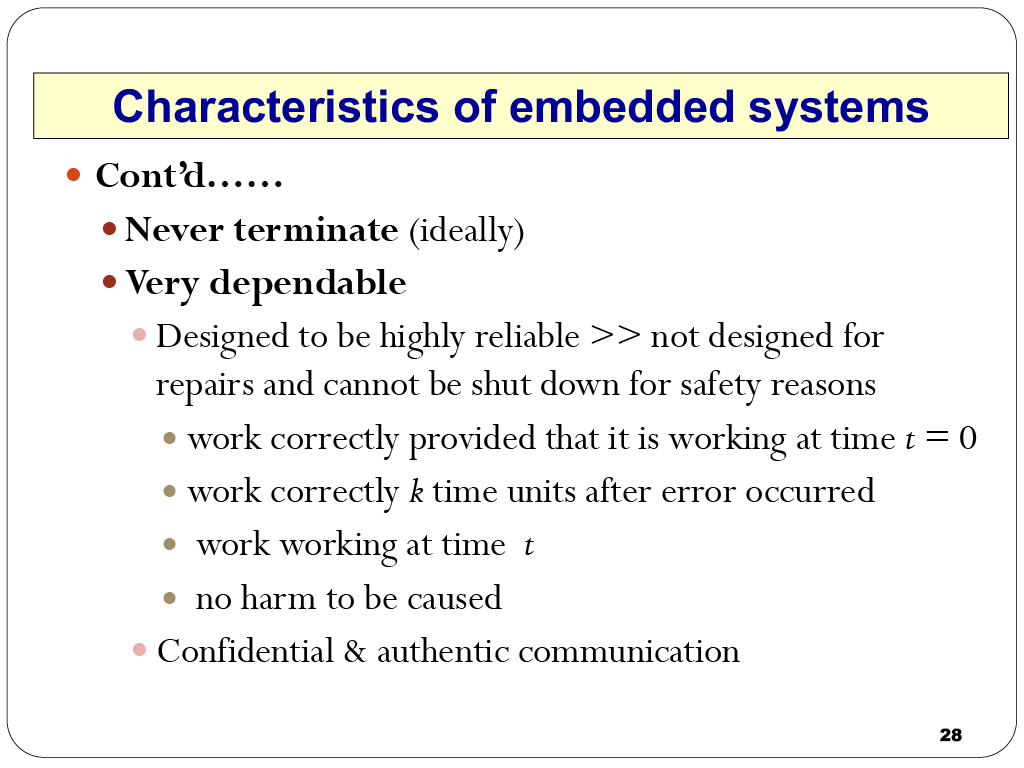 Characteristics of embedded systems
Cont’d……
Never terminate (ideally)
Very dependable
Designed to be highly reliable >> not designed for
repairs and cannot be shut down for safety reasons
work correctly provided that it is working at time t = 0
work correctly k time units after error occurred
work working at time t
no harm to be caused
Confidential & authentic communication
28